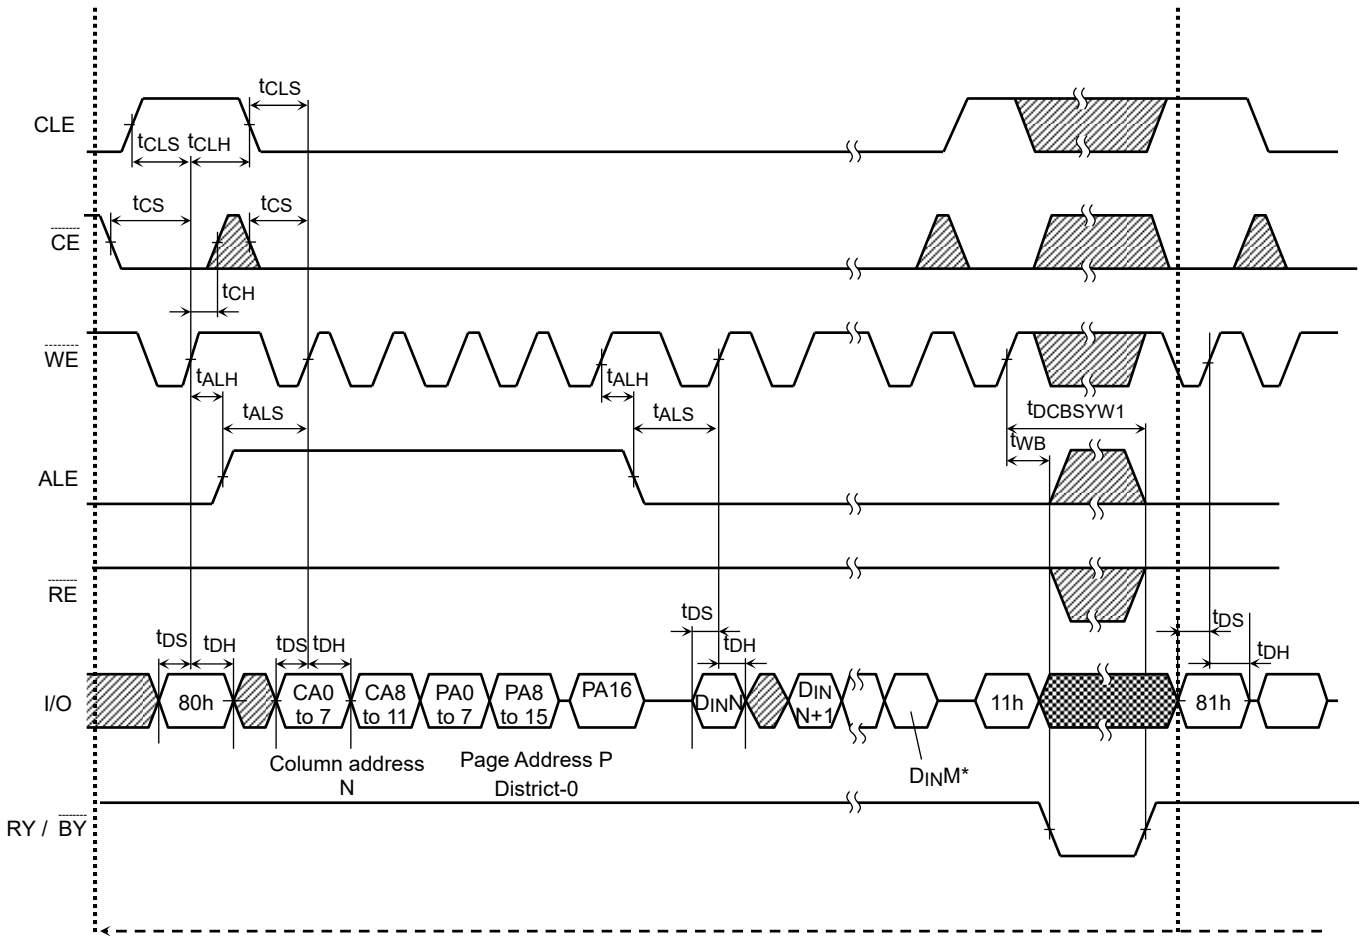 tCLS
CLE
tCLS tCLH
tCS tCS
CE
tCH
WE
tALH tALH
tALS tALS
tDCBSYW1
tWB
ALE
RE
tDS tDH tDS tDH tDS tDH tDS tDH
I/O
80h
CA0 to 7
CA8 to 11
PA0 to 7
PA8 to 15
PA16
DINN
DIN N+1
11h
81h
Column address
N
Page Address P
District-0
DINM*
RY / BY